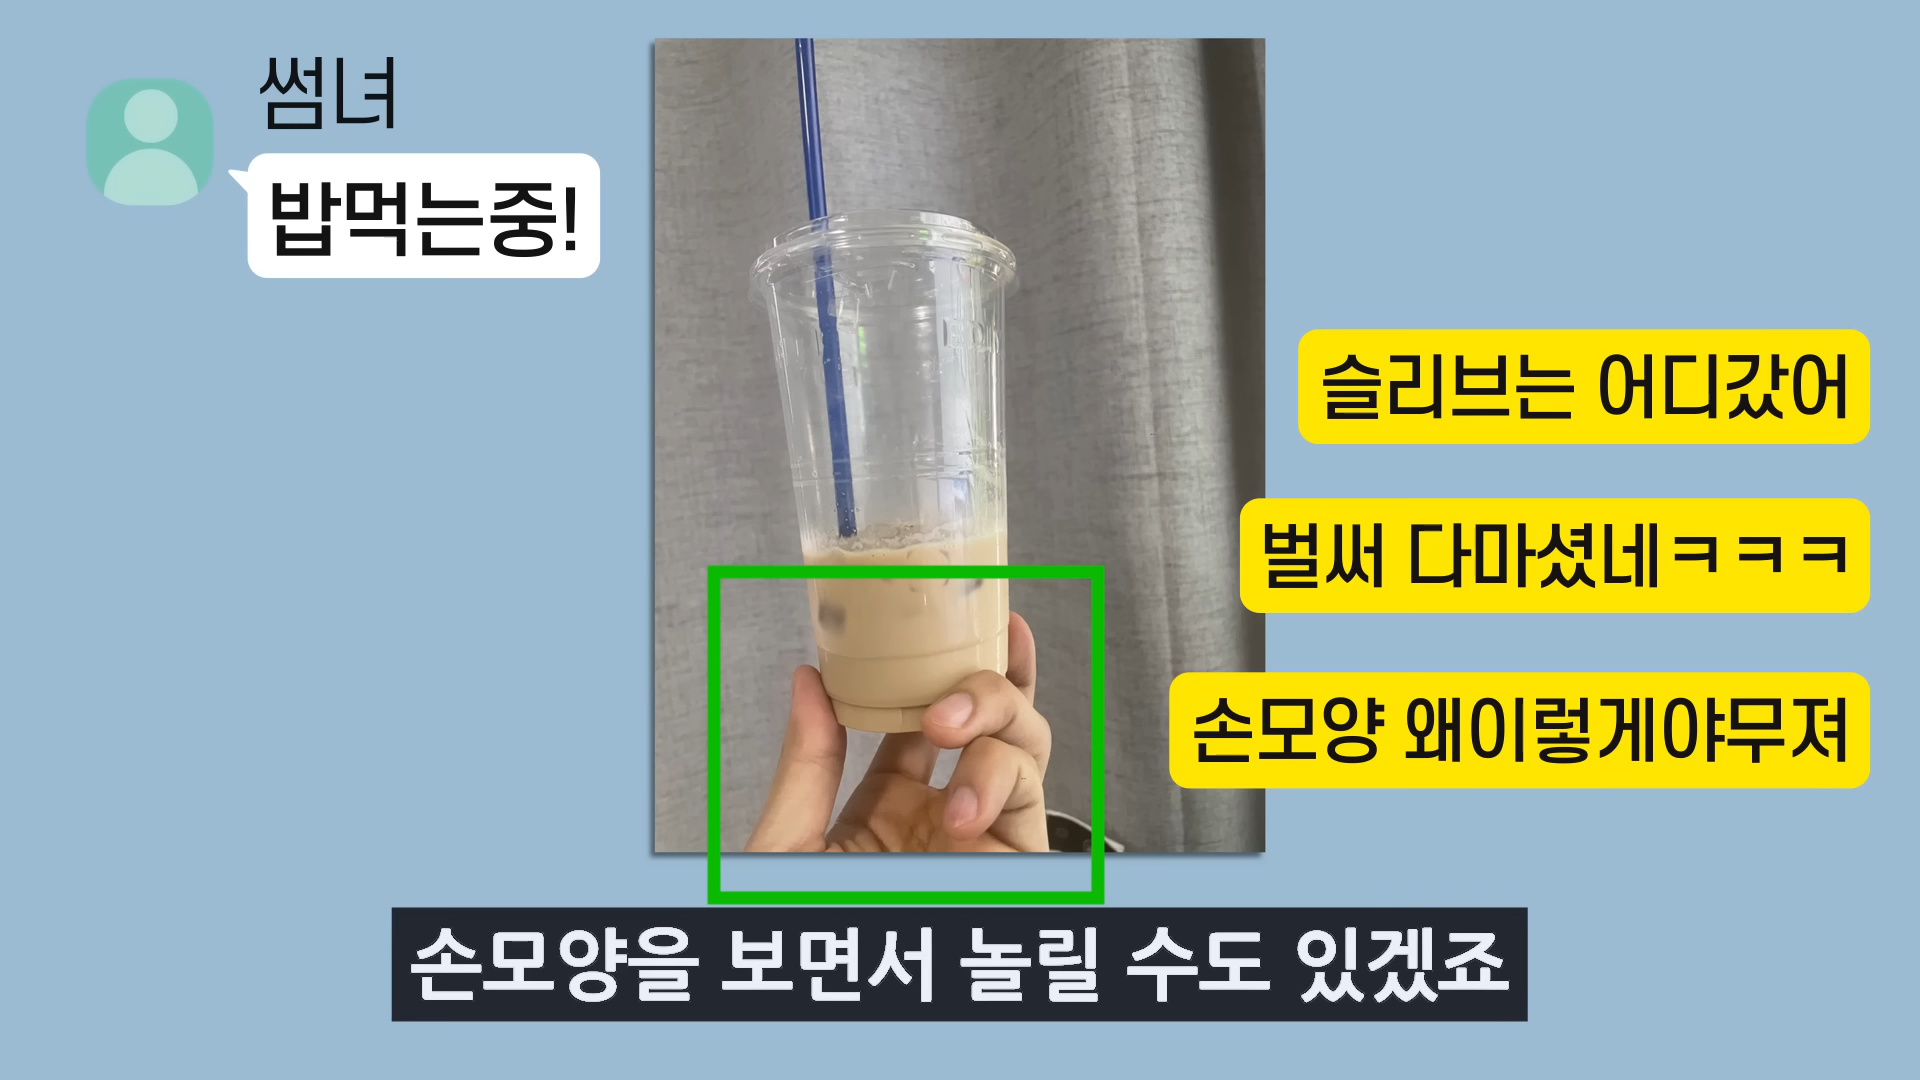 썸녀
밥먹는중!
슬리브는 어디갔어
벌써 다마셨네ㅋㅋㅋ
손모양 왜이렇게야무져
손모양을 보면서 놀릴 수도 있겠죠